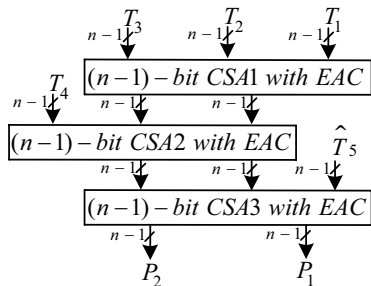 T₃ T₂ T₁
n−1 n−1 n−1
(n−1)−bit CSA1 with EAC
T₄
n−1 n−1 n−1
(n−1)−bit CSA2 with EAC
T̂₅
n−1 n−1 n−1
(n−1)−bit CSA3 with EAC
n−1 n−1
P₂ P₁